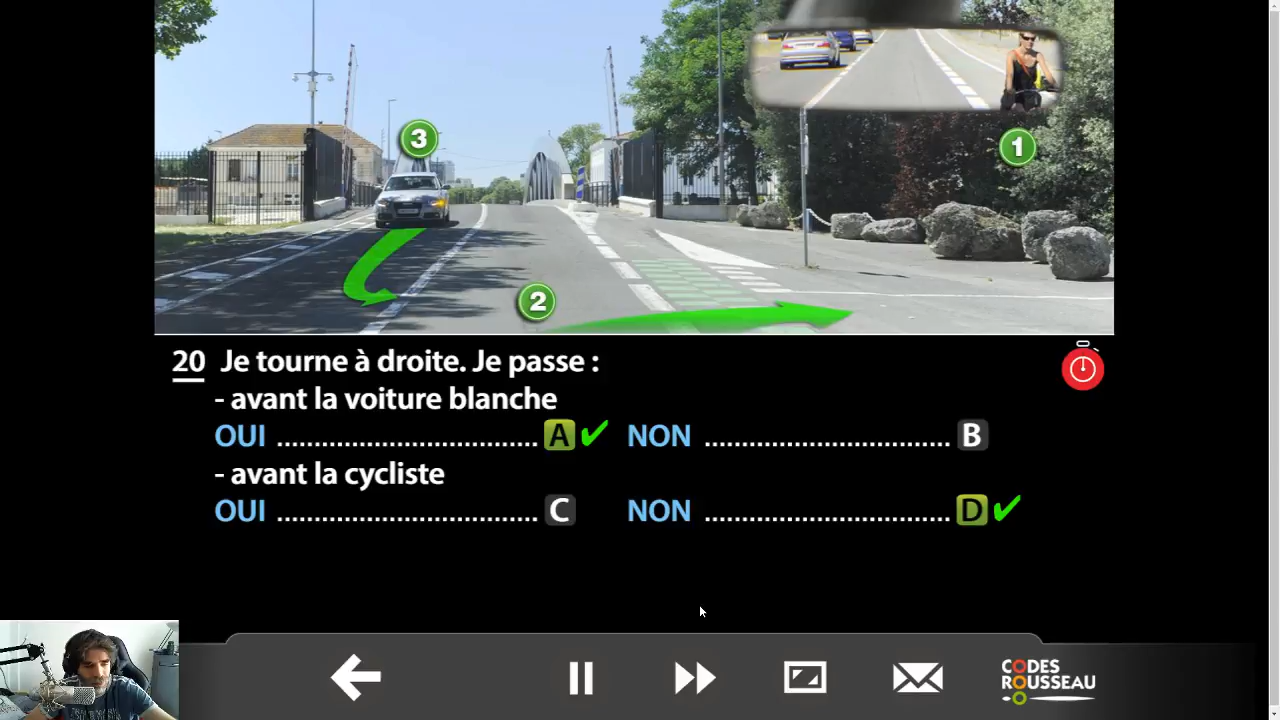 3
1
2
20 Je tourne à droite. Je passe :
- avant la voiture blanche
OUI .................................... A ✔ NON ................................. B
- avant la cycliste
OUI .................................... C NON ................................. D ✔
CODES
ROUSSEAU